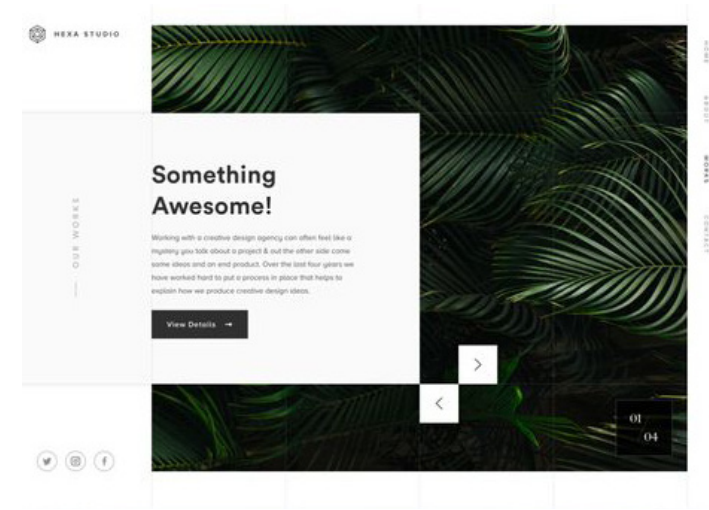 HEXA STUDIO
HOME
ABOUT
WORKS
CONTACT
OUR WORKS
Something
Awesome!
Working with a creative design agency can often feel like a
mystery you talk about a project & out the other side come
some ideas and an end product. Over the last four years we
have worked hard to put a process in place that helps to
explain how we produce creative design ideas.
View Details
01
04